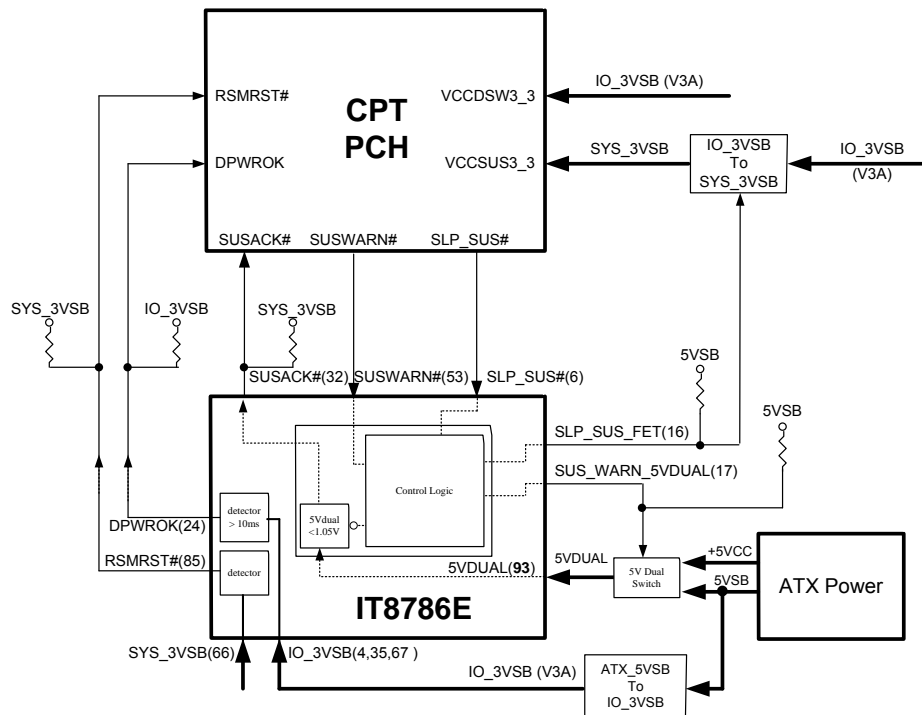 RSMRST#
CPT
PCH
VCCDSW3_3
IO_3VSB (V3A)
DPWROK
VCCSUS3_3
SYS_3VSB
IO_3VSB
To
SYS_3VSB
IO_3VSB
(V3A)
SUSACK#
SUSWARN#
SLP_SUS#
SYS_3VSB
IO_3VSB
SYS_3VSB
SUSACK#(32)
SUSWARN#(53)
SLP_SUS#(6)
5VSB
5VSB
SLP_SUS_FET(16)
SUS_WARN_5VDUAL(17)
Control Logic
5Vdual
<1.05V
detector
> 10ms
DPWROK(24)
RSMRST#(85)
detector
5VDUAL(93)
5VDUAL
5V Dual
Switch
+5VCC
5VSB
ATX Power
IT8786E
SYS_3VSB(66)
IO_3VSB(4,35,67 )
IO_3VSB (V3A)
ATX_5VSB
To
IO_3VSB